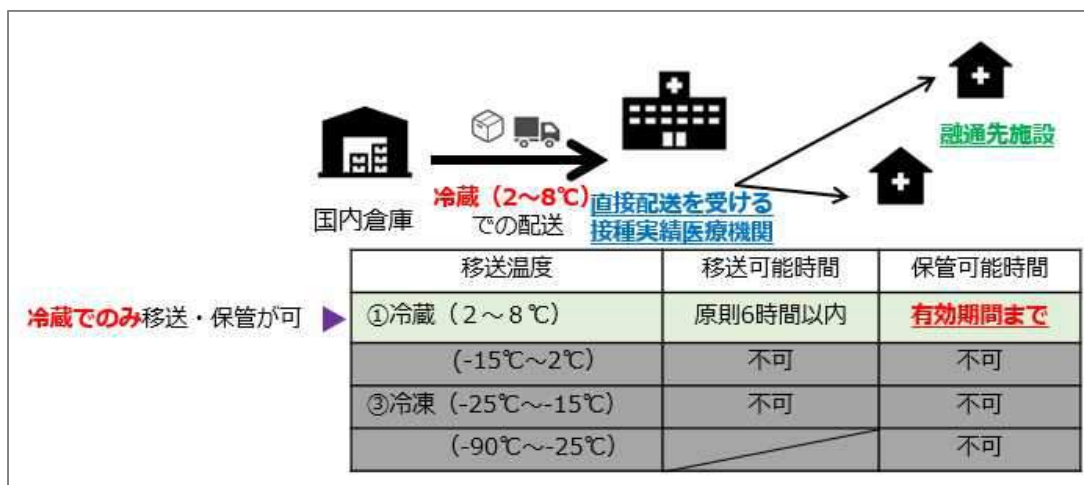 融通先施設
国内倉庫
冷蔵（2～8℃）
での配送
直接配送を受ける
接種実績医療機関
移送温度 移送可能時間 保管可能時間
冷蔵でのみ移送・保管が可 ▶ ①冷蔵（２～８℃） 原則6時間以内 有効期間まで
(-15℃～2℃) 不可 不可
③冷凍（-25℃～-15℃） 不可 不可
（-90℃～-25℃） 不可